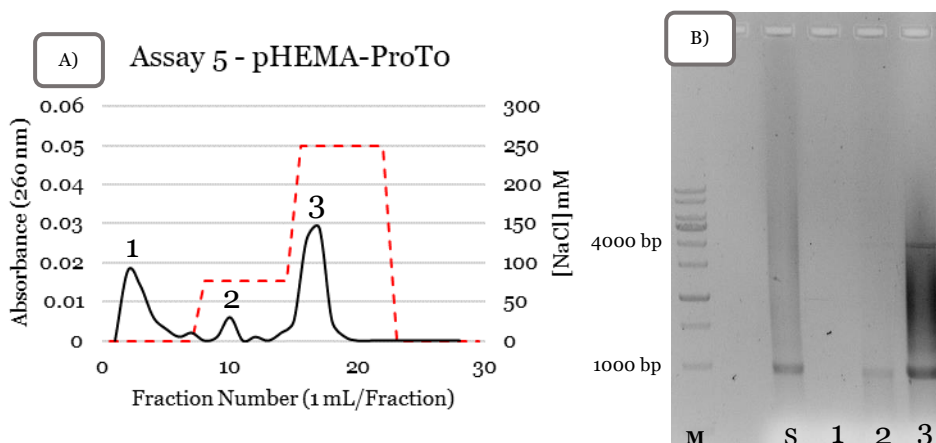 A)
Assay 5 - pHEMA-ProT0
Absorbance (260 nm)
0.06
0.05
0.04
0.03
0.02
0.01
0
1
2
3
300
250
200
150
100
50
0
[NaCl] mM
0 10 20 30
Fraction Number (1 mL/Fraction)
B)
4000 bp
1000 bp
M S 1 2 3